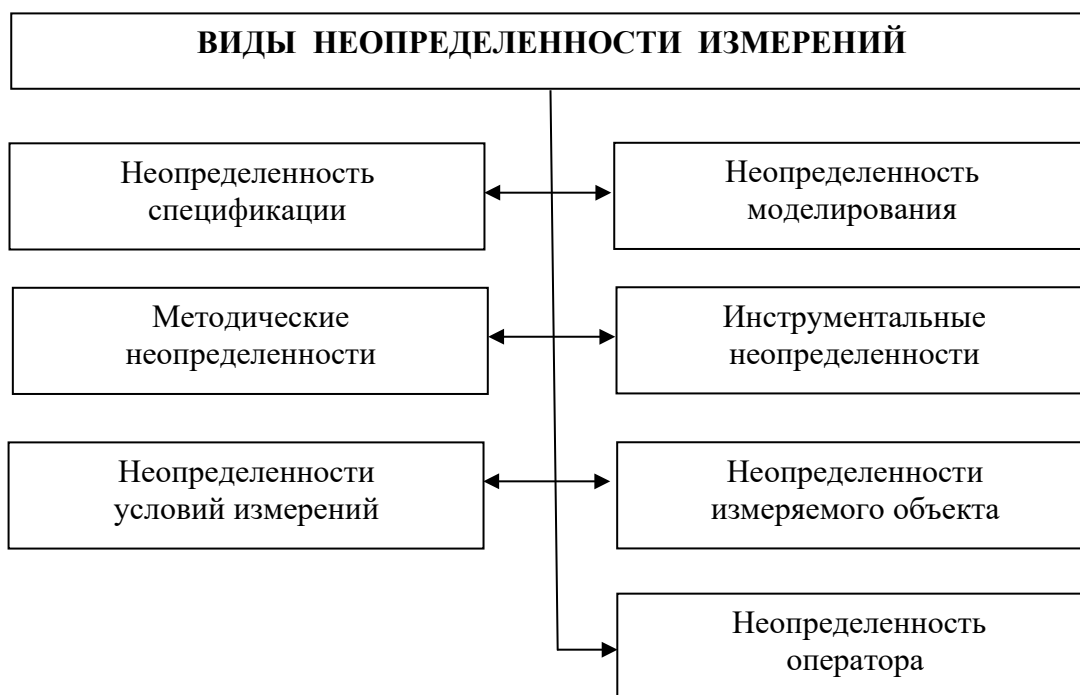 ВИДЫ НЕОПРЕДЕЛЕННОСТИ ИЗМЕРЕНИЙ
Неопределенность
спецификации
Неопределенность
моделирования
Методические
неопределенности
Инструментальные
неопределенности
Неопределенности
условий измерений
Неопределенности
измеряемого объекта
Неопределенность
оператора